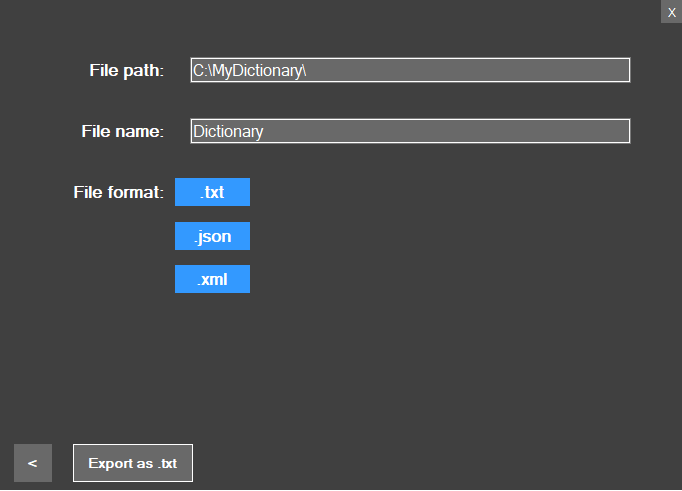 X
File path: C:\MyDictionary\
File name: Dictionary
File format: .txt
.json
.xml
< Export as .txt